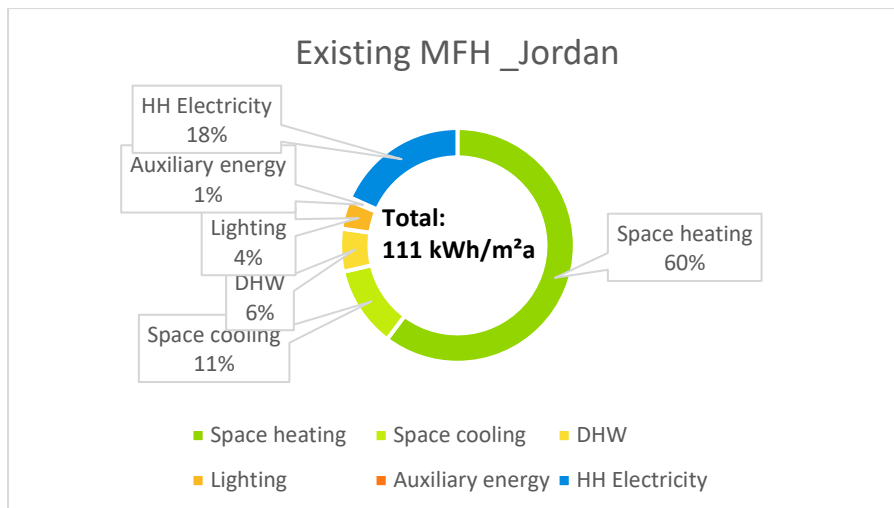 Existing MFH _Jordan
HH Electricity
18%
Auxiliary energy
1%
Lighting
4%
DHW
6%
Space cooling
11%
Total:
111 kWh/m²a
Space heating
60%
Space heating
Space cooling
DHW
Lighting
Auxiliary energy
HH Electricity